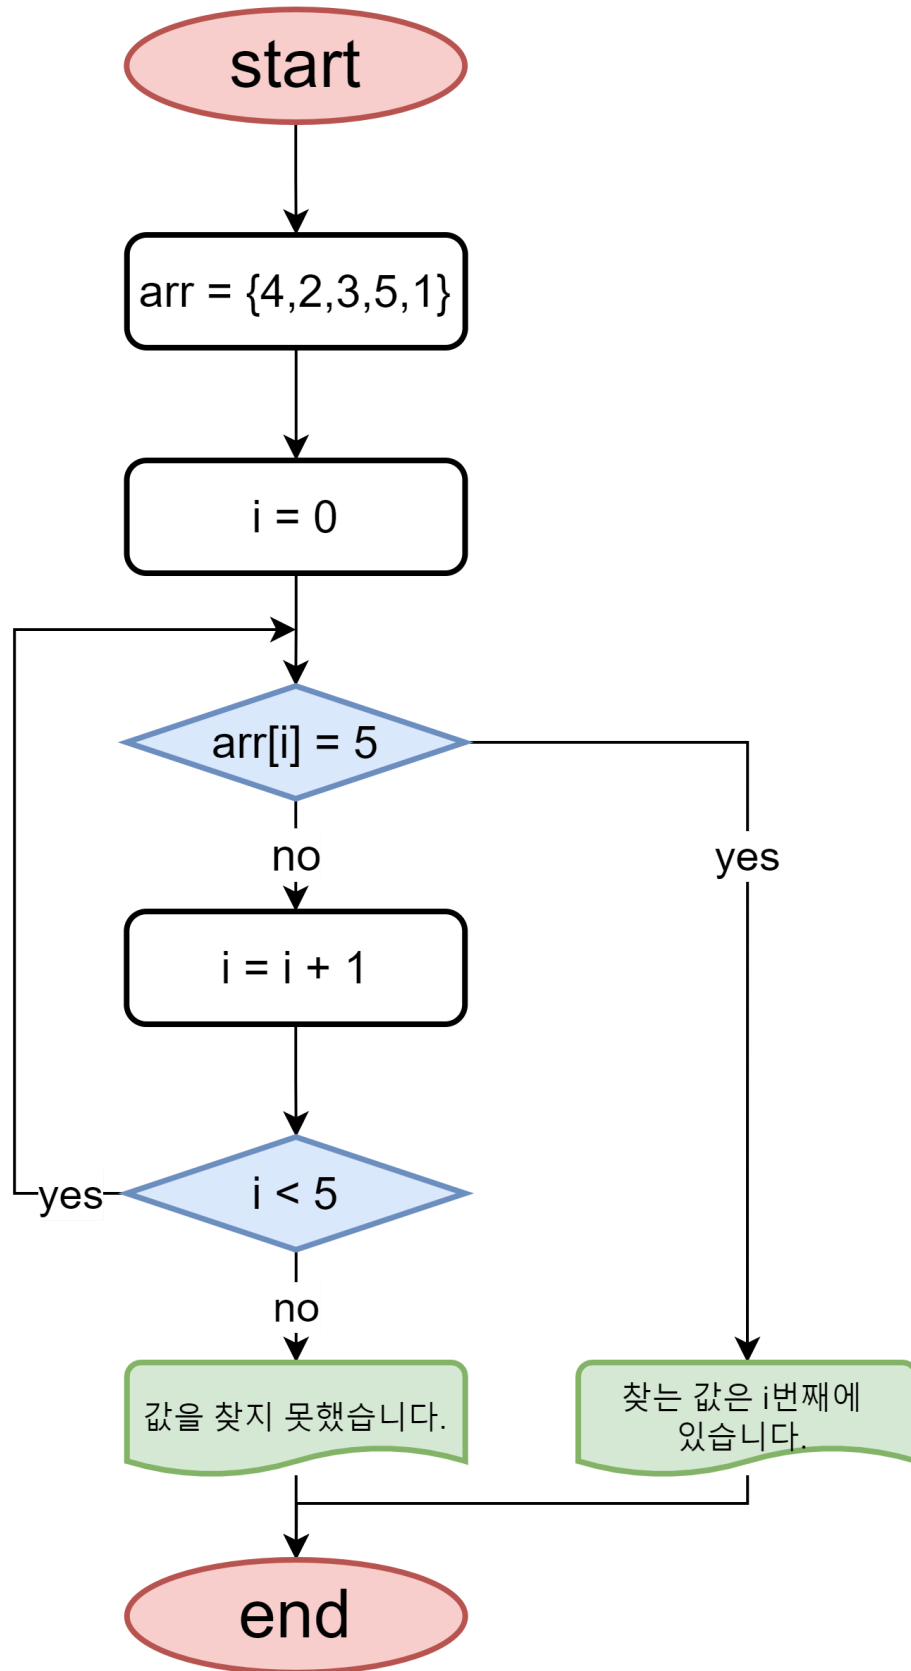 start
arr = {4,2,3,5,1}
i = 0
arr[i] = 5
no
yes
i = i + 1
i < 5
yes
no
값을 찾지 못했습니다.
찾는 값은 i번째에
있습니다.
end